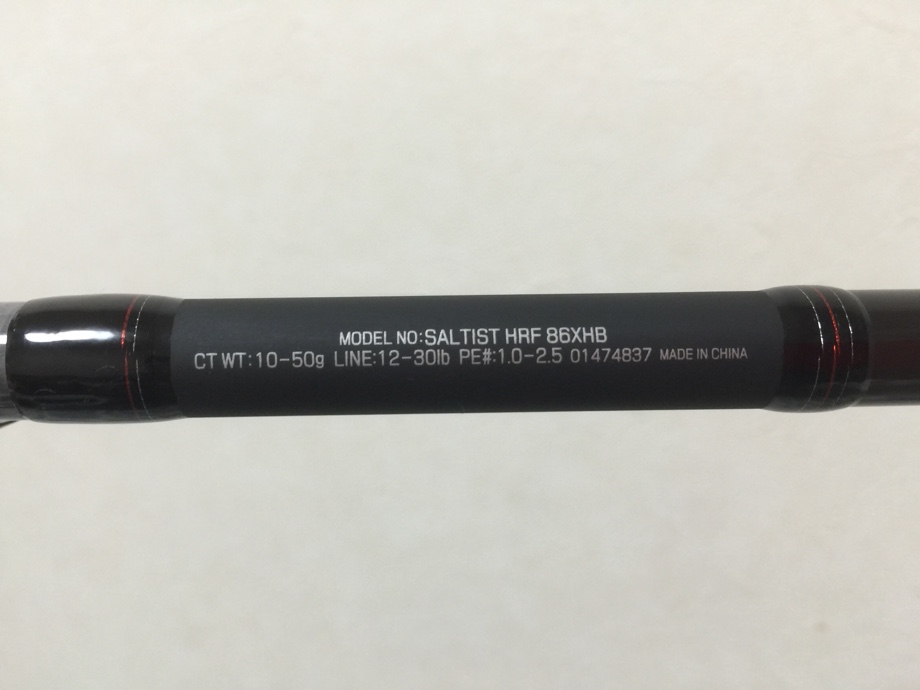 MODEL NO:SALTIST HRF 86XHB
CT WT:10-50g LINE:12-30lb PE#:1.0-2.5 01474837 MADE IN CHINA